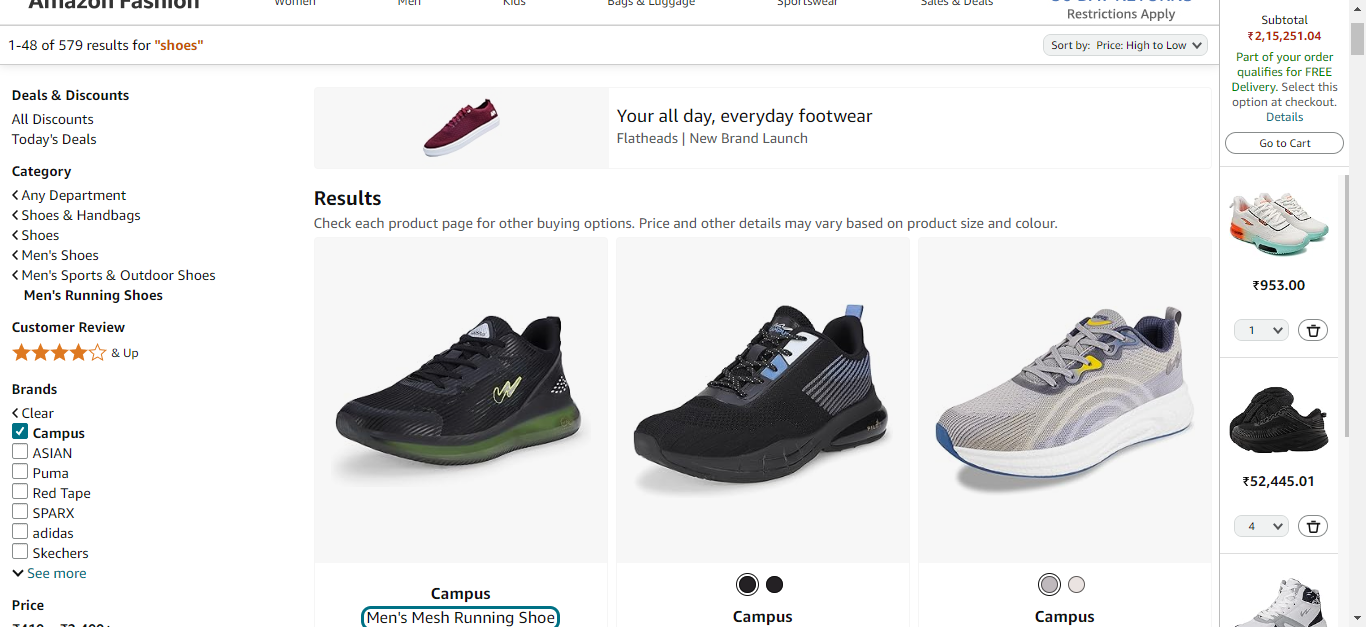 Amazon Fashion
Women
Men
Kids
Bags & Luggage
Sportswear
Sales & Deals
Restrictions Apply
1-48 of 579 results for "shoes"
Sort by: Price: High to Low
Deals & Discounts
All Discounts
Today's Deals
Category
Any Department
Shoes & Handbags
Shoes
Men's Shoes
Men's Sports & Outdoor Shoes
Men's Running Shoes
Customer Review
& Up
Brands
Clear
Campus
ASIAN
Puma
Red Tape
SPARX
adidas
Skechers
See more
Price
Your all day, everyday footwear
Flatheads | New Brand Launch
Results
Check each product page for other buying options. Price and other details may vary based on product size and colour.
Campus
Men's Mesh Running Shoe
Campus
Campus
Subtotal
₹2,15,251.04
Part of your order
qualifies for FREE
Delivery. Select this
option at checkout.
Details
Go to Cart
₹953.00
1
₹52,445.01
4